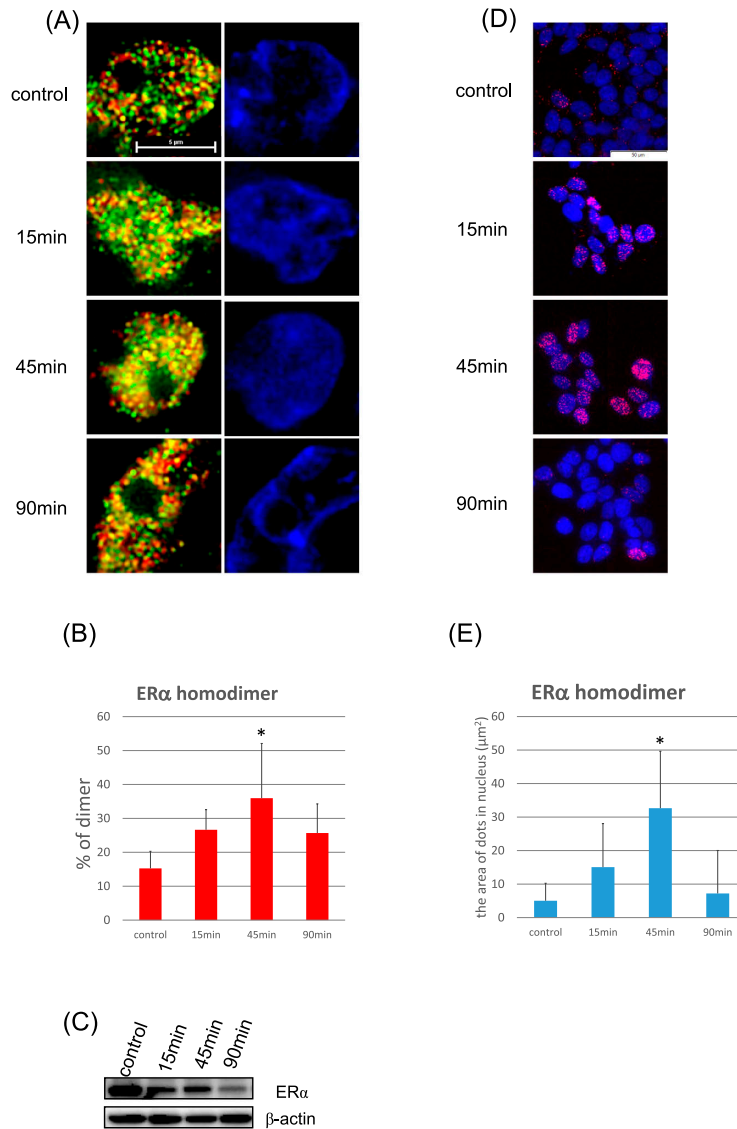 (A)
control
5 µm
15min
45min
90min
(D)
control
50 µm
15min
45min
90min
(B)
ERα homodimer
% of dimer
60
50
40
30
20
10
0
*
control 15min 45min 90min
(E)
ERα homodimer
the area of dots in nucleus (µm²)
60
50
40
30
20
10
0
*
control 15min 45min 90min
(C)
control 15min 45min 90min
ERα
β-actin